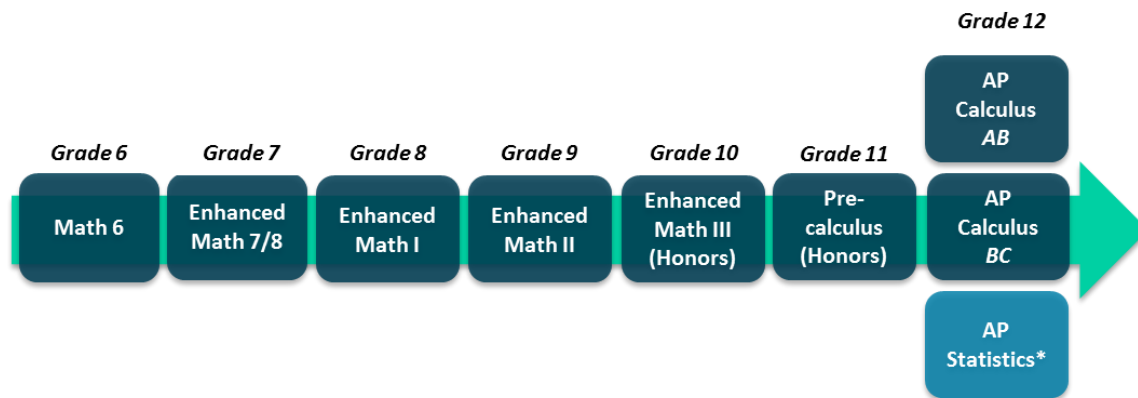 Grade 12
AP
Calculus
AB
Grade 6
Grade 7
Grade 8
Grade 9
Grade 10
Grade 11
Math 6
Enhanced
Math 7/8
Enhanced
Math I
Enhanced
Math II
Enhanced
Math III
(Honors)
Pre-
calculus
(Honors)
AP
Calculus
BC
AP
Statistics*